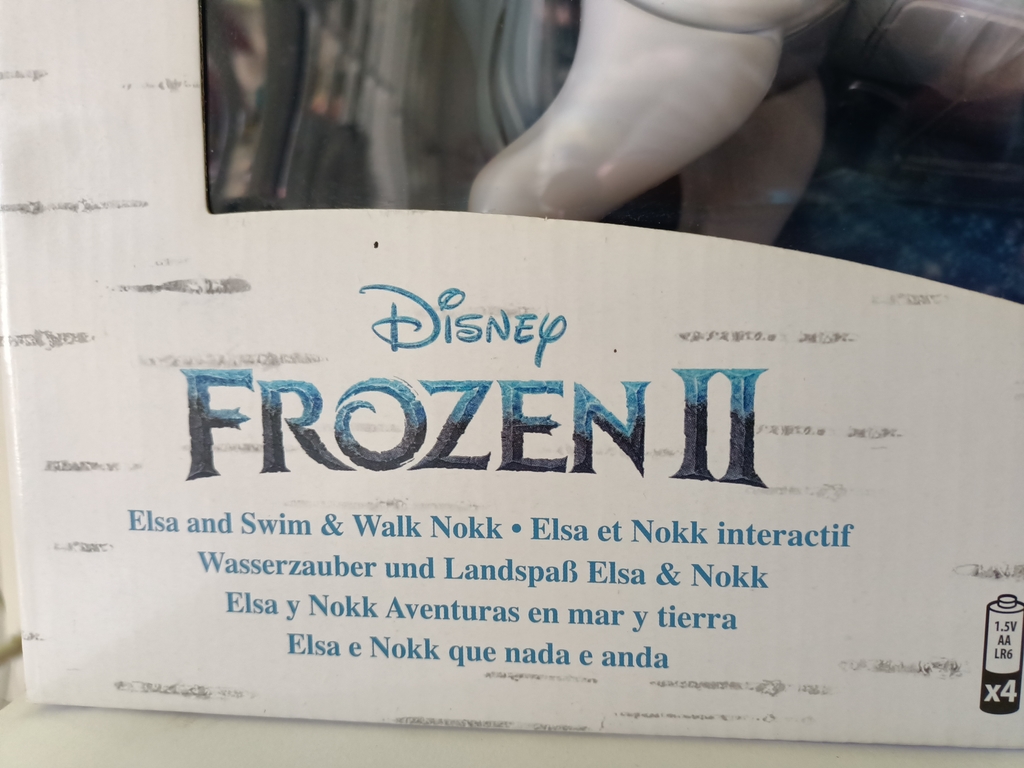 Disney
FROZEN II
Elsa and Swim & Walk Nokk • Elsa et Nokk interactif
Wasserzauber und Landspaß Elsa & Nokk
Elsa y Nokk Aventuras en mar y tierra
Elsa e Nokk que nada e anda
1.5V
AA
LR6
x4